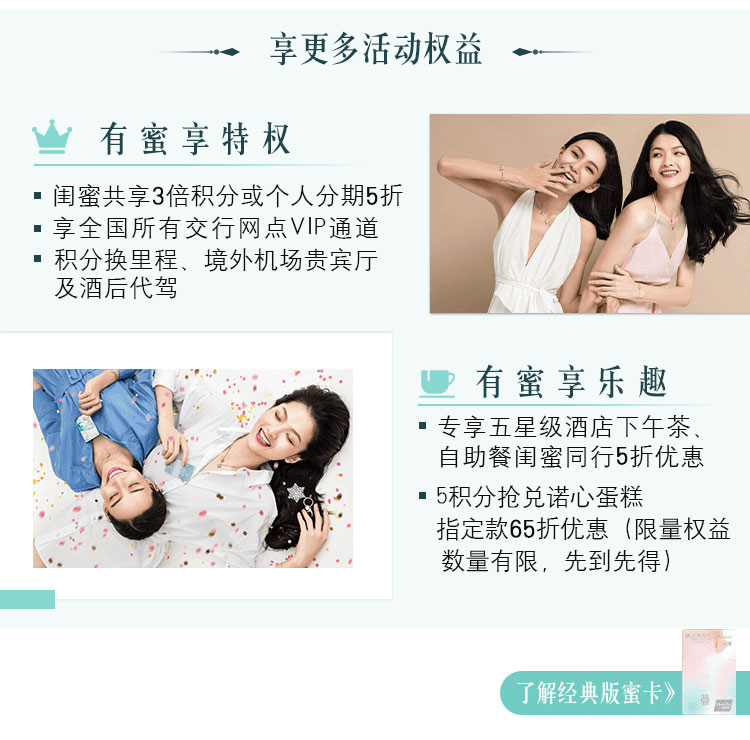 享更多活动权益
有蜜享特权
闺蜜共享3倍积分或个人分期5折
享全国所有交行网点VIP通道
积分换里程、境外机场贵宾厅
及酒后代驾
有蜜享乐趣
专享五星级酒店下午茶、
自助餐闺蜜同行5折优惠
5积分抢兑诺心蛋糕
指定款65折优惠（限量权益
数量有限，先到先得）
了解经典版蜜卡》